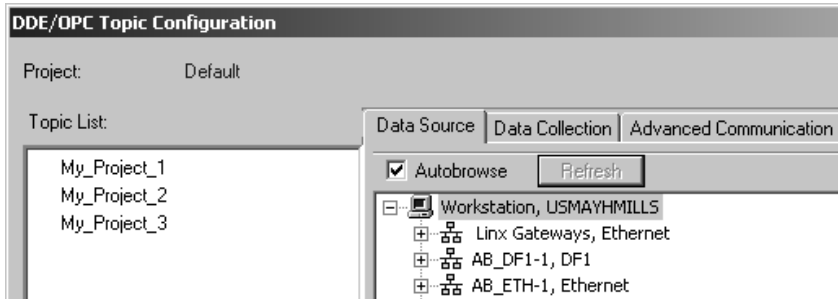 DDE/OPC Topic Configuration
Project: Default
Topic List:
My_Project_1
My_Project_2
My_Project_3
Data Source
Data Collection
Advanced Communication
Autobrowse
Refresh
Workstation, USMAYHMILLS
Linx Gateways, Ethernet
AB_DF1-1, DF1
AB_ETH-1, Ethernet